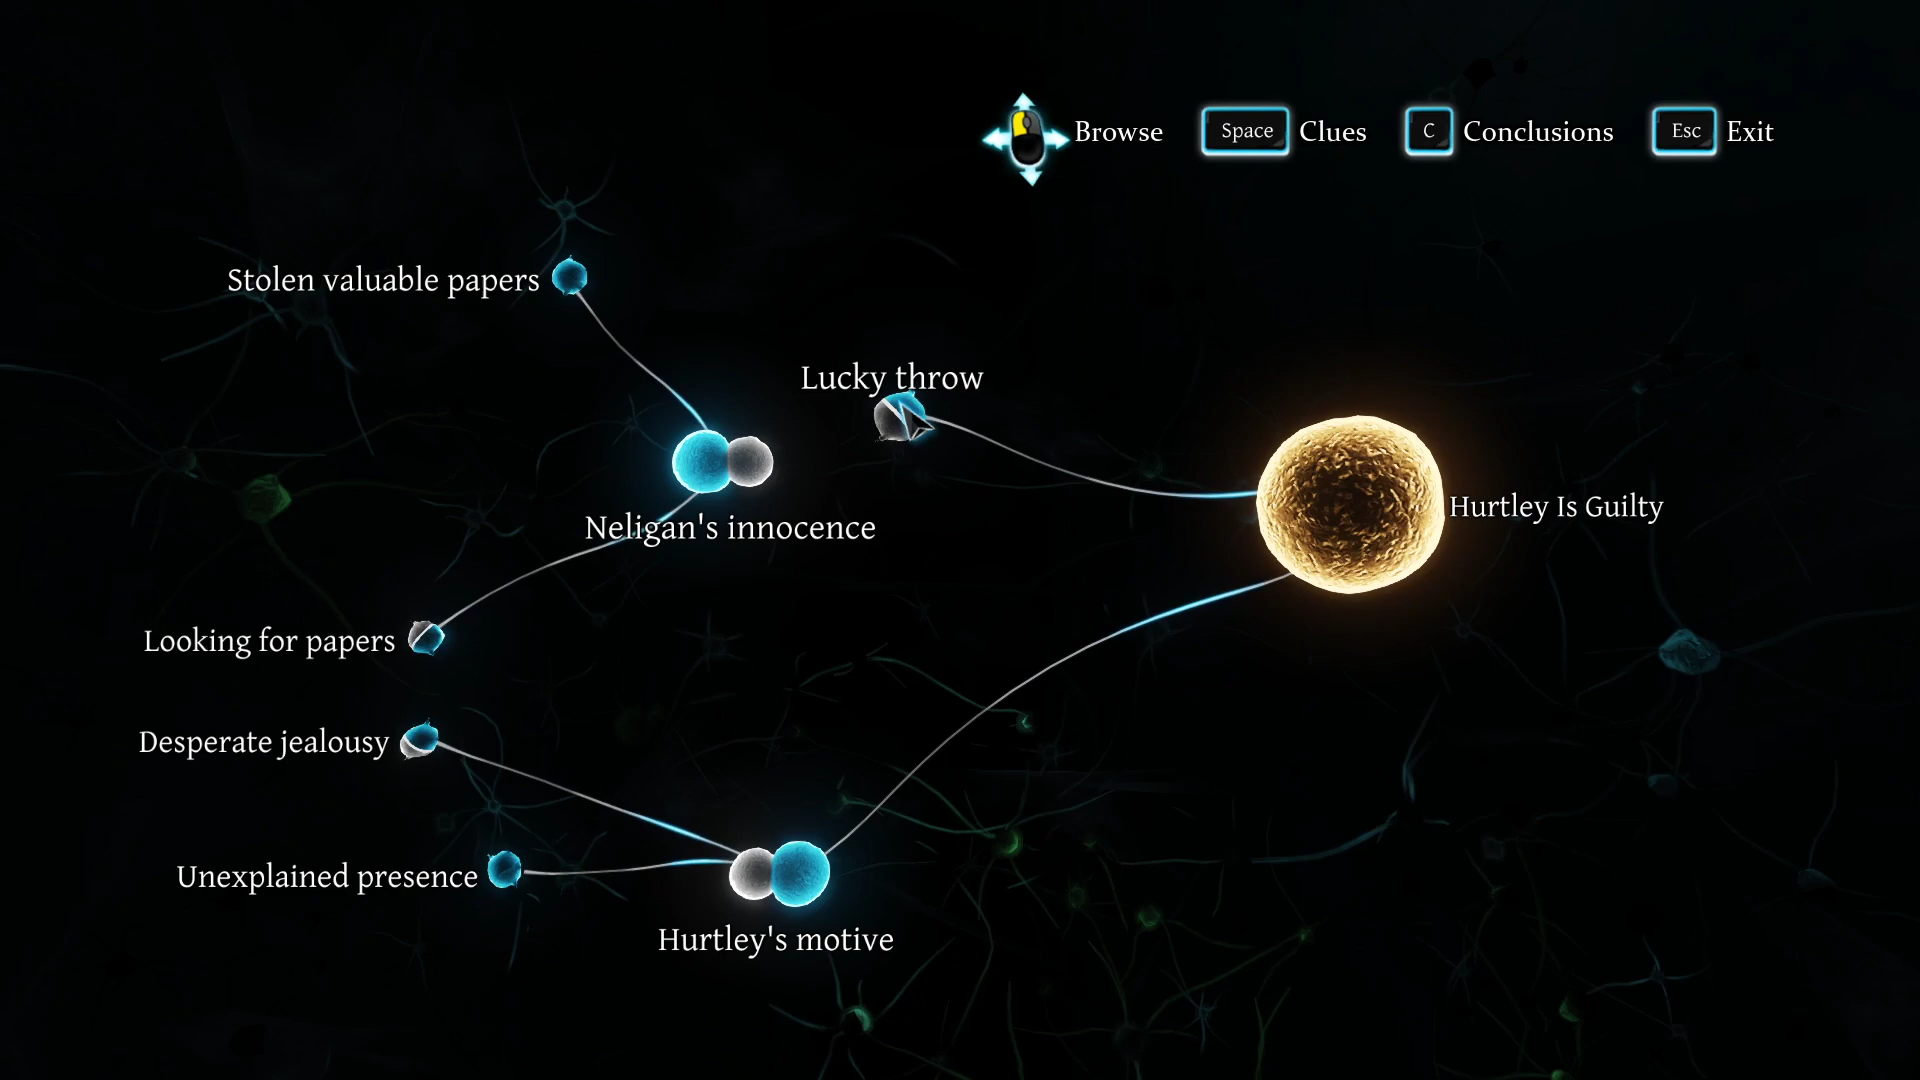 Browse
Space
Clues
C
Conclusions
Esc
Exit
Stolen valuable papers
Lucky throw
Hurtley Is Guilty
Neligan's innocence
Looking for papers
Desperate jealousy
Unexplained presence
Hurtley's motive